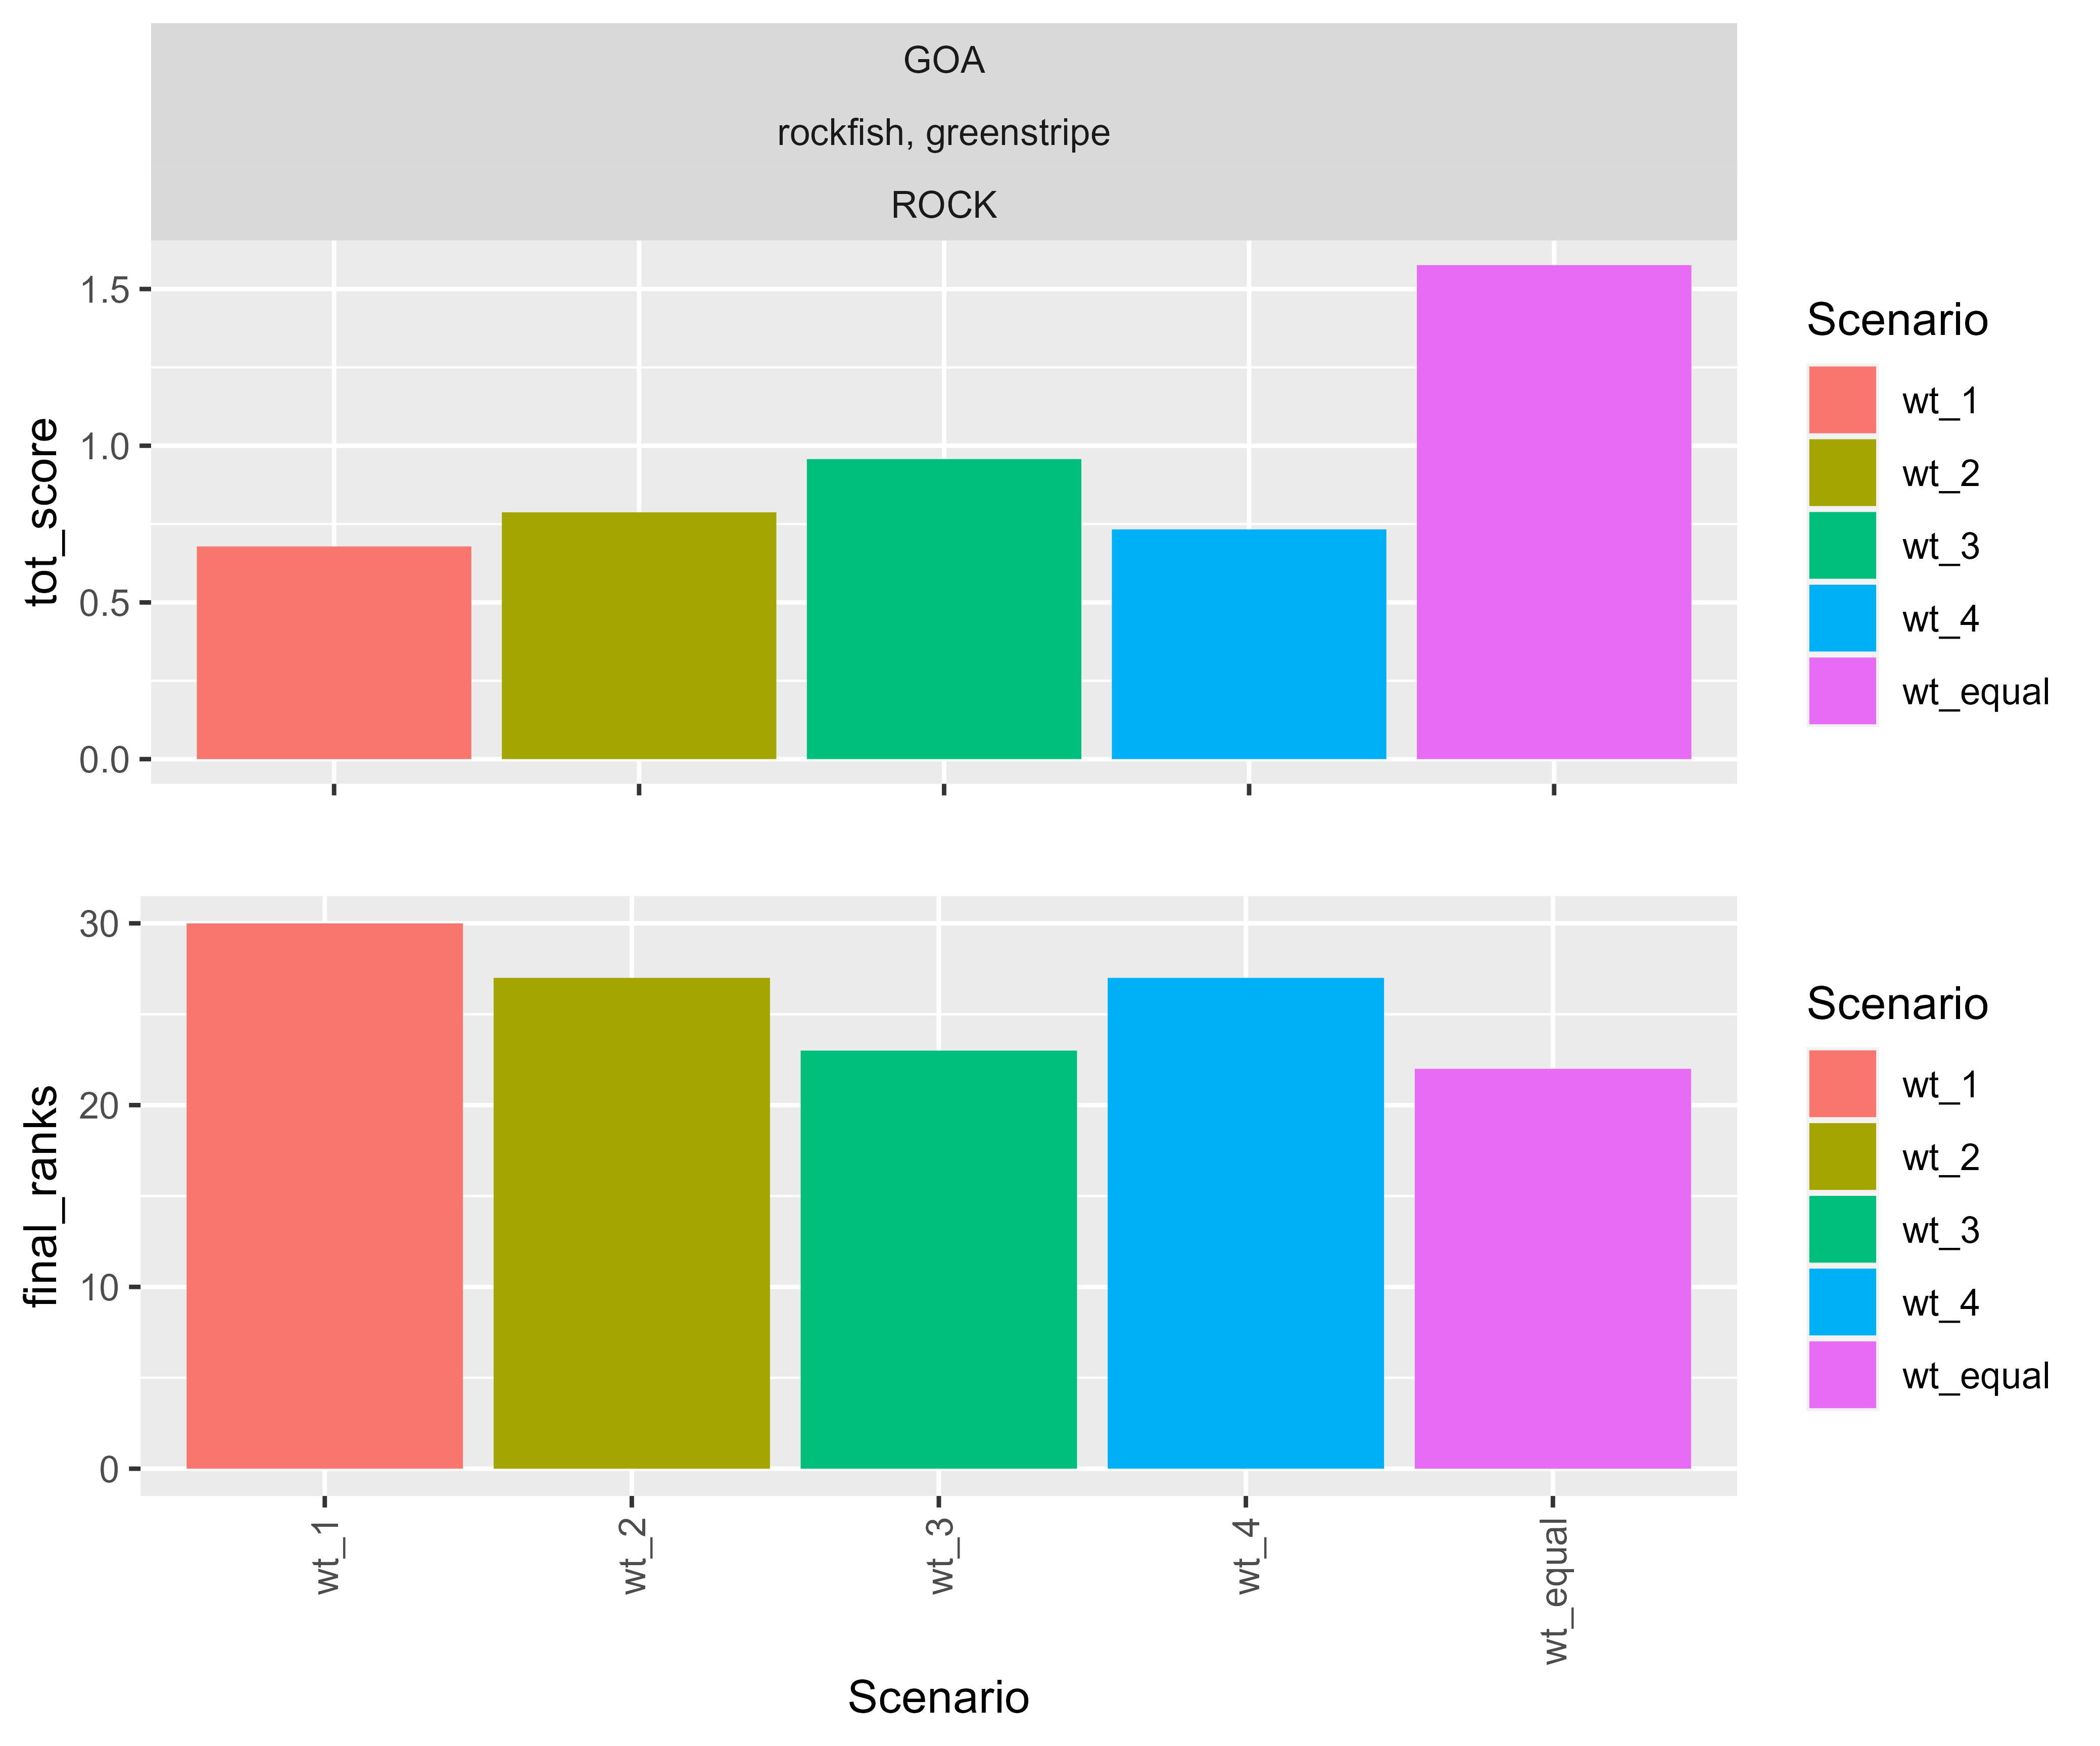 GOA
rockfish, greenstripe
ROCK
tot_score
1.5
1.0
0.5
0.0
Scenario
wt_1
wt_2
wt_3
wt_4
wt_equal
final_ranks
30
20
10
0
wt_1
wt_2
wt_3
wt_4
wt_equal
Scenario
Scenario
wt_1
wt_2
wt_3
wt_4
wt_equal